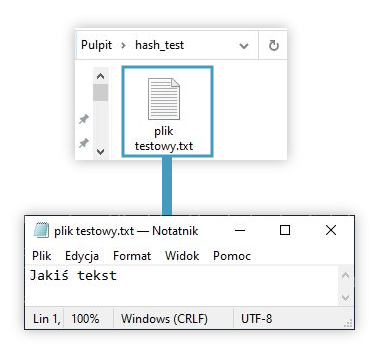 Pulpit > hash_test
plik
testowy.txt
plik testowy.txt — Notatnik
Plik Edycja Format Widok Pomoc
Jakiś tekst
Lin 1, 100% Windows (CRLF) UTF-8